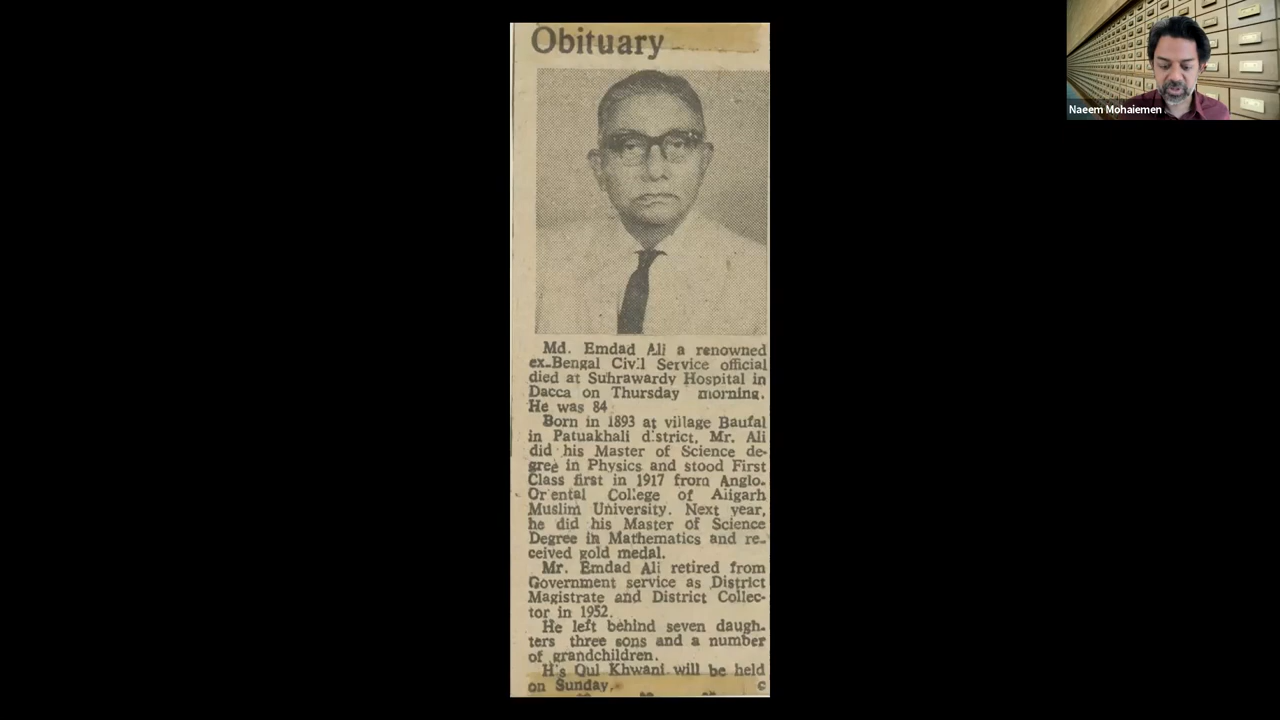 Obituary
Md. Emdad Ali a renowned
ex-Bengal Civil Service official
died at Suhrawardy Hospital in
Dacca on Thursday morning.
He was 84
Born in 1893 at village Baufal
in Patuakhali district, Mr. Ali
did his Master of Science de-
gree in Physics and stood First
Class first in 1917 from Anglo-
Oriental College of Aligarh
Muslim University. Next year,
he did his Master of Science
Degree in Mathematics and re-
ceived gold medal.
Mr. Emdad Ali retired from
Government service as District
Magistrate and District Collec-
tor in 1952.
He left behind seven daugh-
ters three sons and a number
of grandchildren.
H's Qul Khwani will be held
on Sunday. c
Naeem Mohaiemen